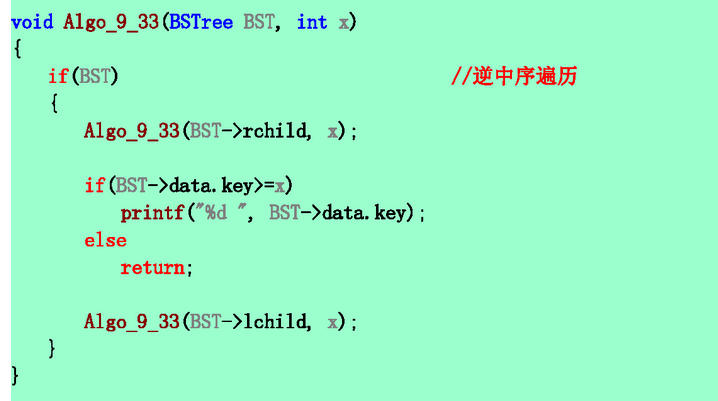 void Algo_9_33(BSTree BST, int x)
{
if(BST) //逆中序遍历
{
Algo_9_33(BST->rchild, x);
if(BST->data.key>=x)
printf("%d ", BST->data.key);
else
return;
Algo_9_33(BST->lchild, x);
}
}